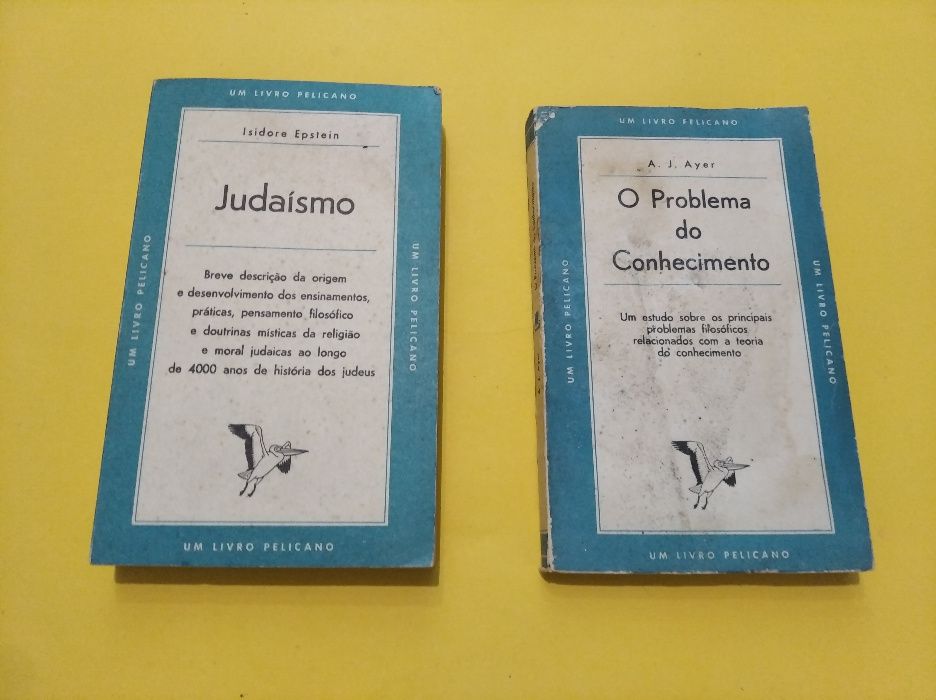 UM LIVRO PELICANO
Isidore Epstein
Judaísmo
Breve descrição da origem
e desenvolvimento dos ensinamentos,
práticas, pensamento filosófico
e doutrinas místicas da religião
e moral judaicas ao longo
de 4000 anos de história dos judeus
UM LIVRO PELICANO
UM LIVRO PELICANO
UM LIVRO PELICANO
UM LIVRO PELICANO
A. J. Ayer
O Problema
do
Conhecimento
Um estudo sobre os principais
problemas filosóficos
relacionados com a teoria
do conhecimento
UM LIVRO PELICANO
UM LIVRO PELICANO
UM LIVRO PELICANO